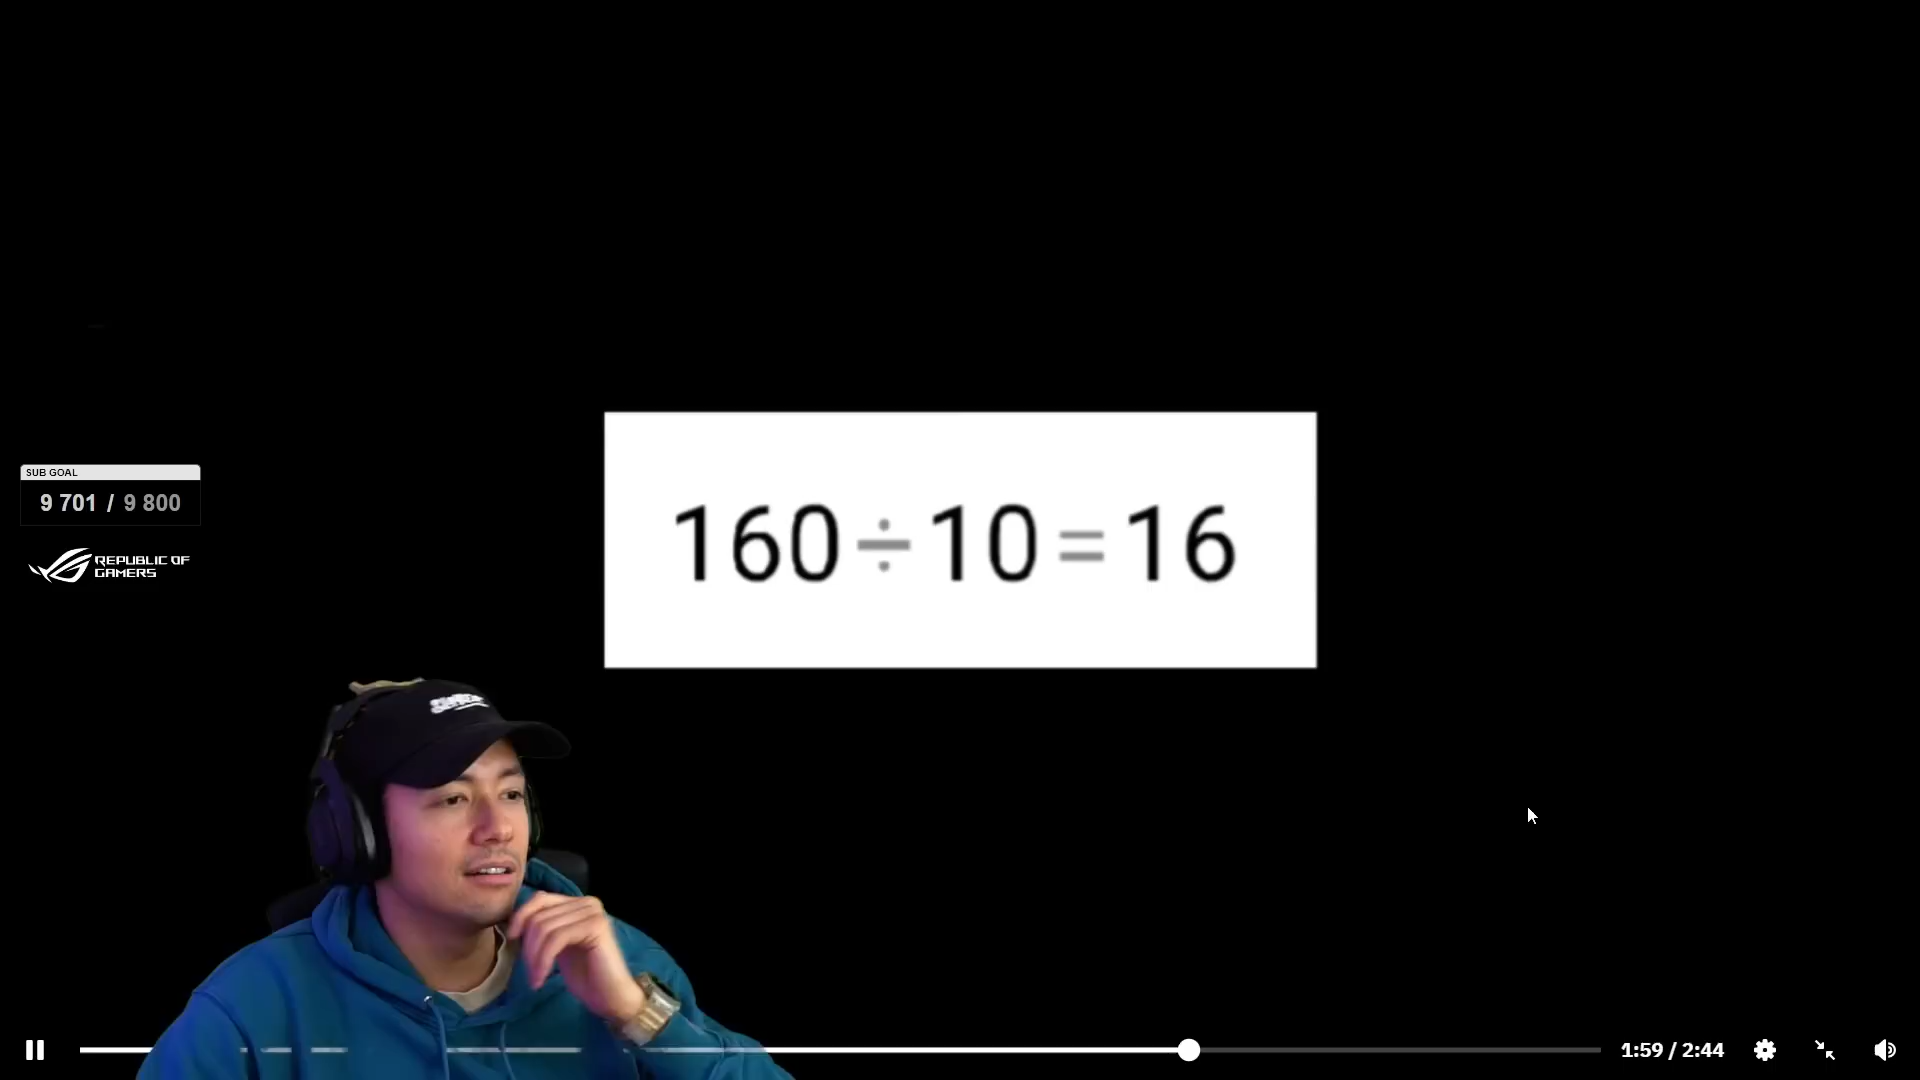 SUB GOAL
9 701 / 9 800
REPUBLIC OF
GAMERS
160÷10=16
1:59 / 2:44